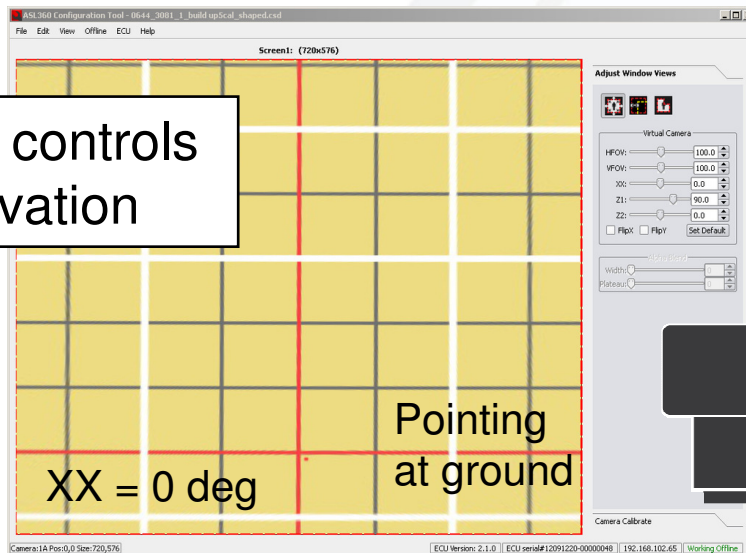 ASL360 Configuration Tool - 0644_3081_1_build up5cal_shaped.csd
File Edit View Offline ECU Help
Screen1: (720x576)
controls
vation
Pointing
at ground
XX = 0 deg
Adjust Window Views
Virtual Camera
HFOV: 100.0
VFOV: 100.0
XX: 0.0
Z1: 90.0
Z2: 0.0
FlipX FlipY Set Default
Width: 0
Plateau: 0
Camera Calibrate
Camera:1A Pos:0,0 Size:720,576 ECU Version: 2.1.0 ECU serial#12091220-00000048 192.168.102.65 Working Offline